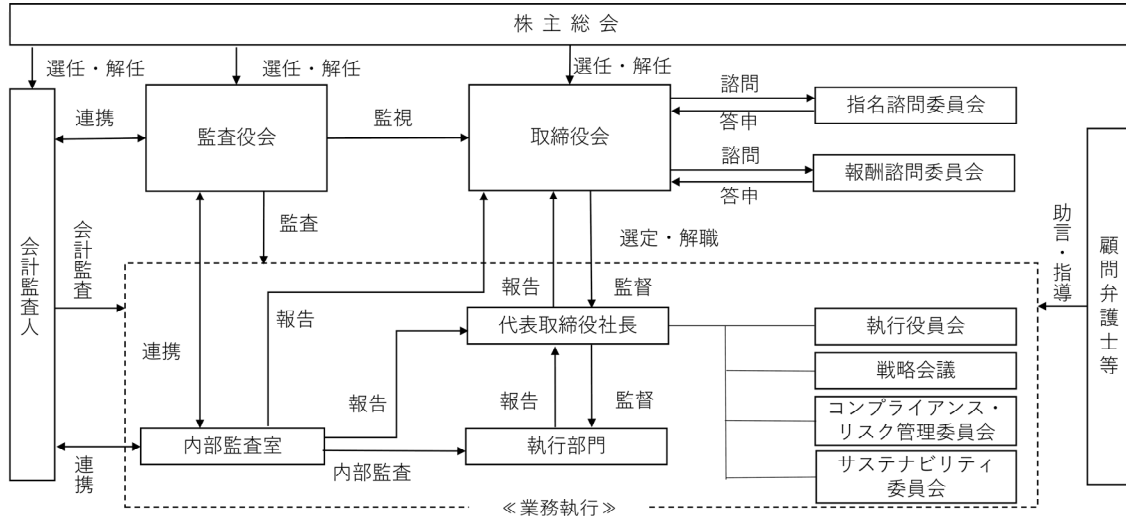 株主総会
選任・解任
選任・解任
選任・解任
連携
監査役会
監視
取締役会
諮問
答申
指名諮問委員会
諮問
答申
報酬諮問委員会
会計監査人
会計監査
監査
選定・解職
助言・指導
顧問弁護士等
報告
報告
監督
連携
代表取締役社長
執行役員会
戦略会議
報告
報告
監督
コンプライアンス・
リスク管理委員会
内部監査室
執行部門
連携
内部監査
サステナビリティ
委員会
≪業務執行≫